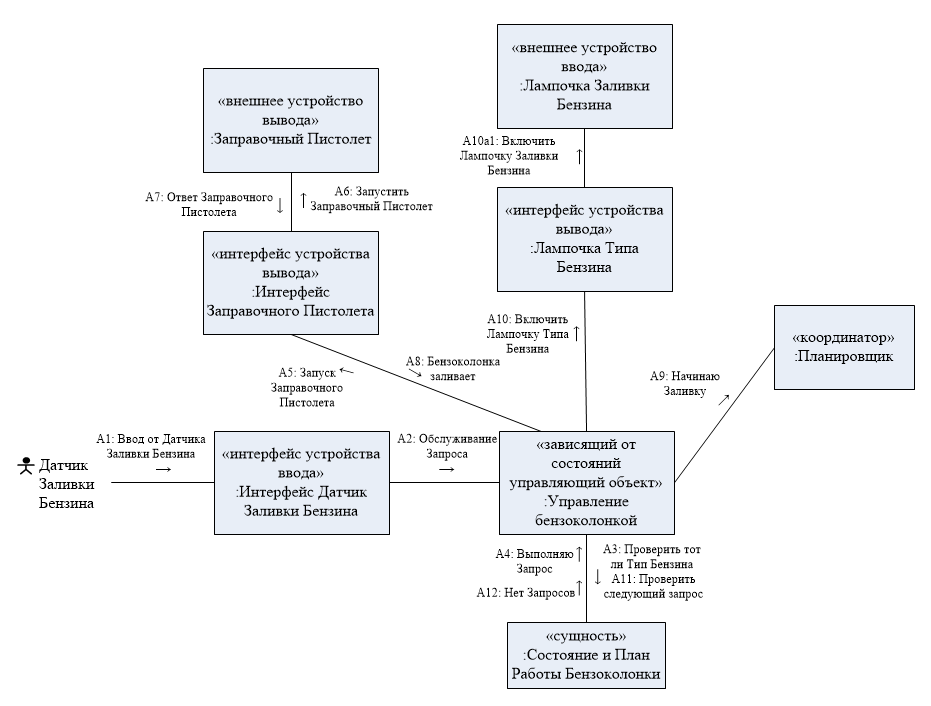 «внешнее устройство
ввода»
:Лампочка Заливки
Бензина
«внешнее устройство
вывода»
:Заправочный Пистолет
A10a1: Включить
Лампочку Заливки
Бензина
A7: Ответ Заправочного
Пистолета
A6: Запустить
Заправочный Пистолет
«интерфейс устройства
вывода»
:Лампочка Типа
Бензина
«интерфейс устройства
вывода»
:Интерфейс
Заправочного Пистолета
A10: Включить
Лампочку Типа
Бензина
«координатор»
:Планировщик
A5: Запуск
Заправочного
Пистолета
A8: Бензоколонка
заливает
A9: Начинаю
Заливку
A1: Ввод от Датчика
Заливки Бензина
A2: Обслуживание
Запроса
Датчик
Заливки
Бензина
«интерфейс устройства
ввода»
:Интерфейс Датчик
Заливки Бензина
«зависящий от
состояний
управляющий объект»
:Управление
бензоколонкой
A4: Выполняю
Запрос
A12: Нет Запросов
A3: Проверить тот
ли Тип Бензина
A11: Проверить
следующий запрос
«сущность»
:Состояние и План
Работы Бензоколонки